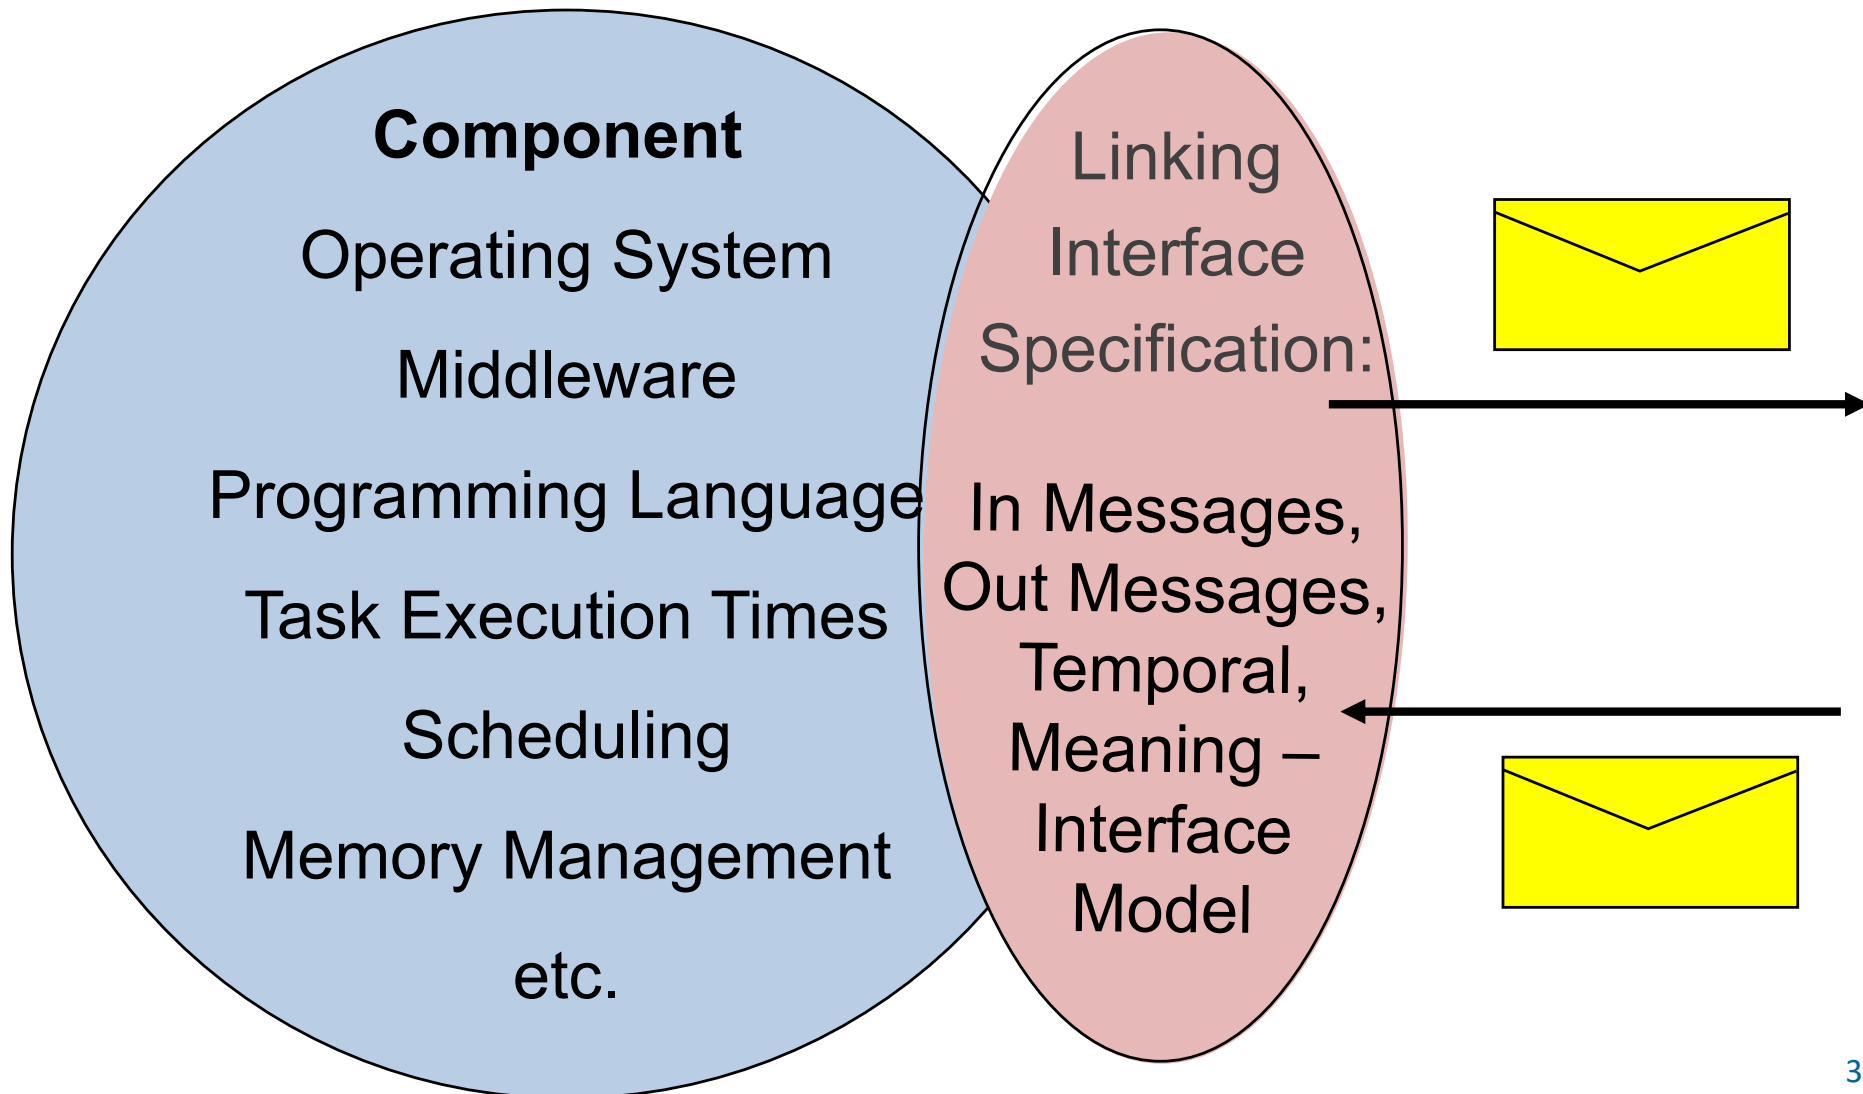 Component
Operating System
Middleware
Programming Language
Task Execution Times
Scheduling
Memory Management
etc.
Linking
Interface
Specification:
In Messages,
Out Messages,
Temporal,
Meaning –
Interface
Model
3